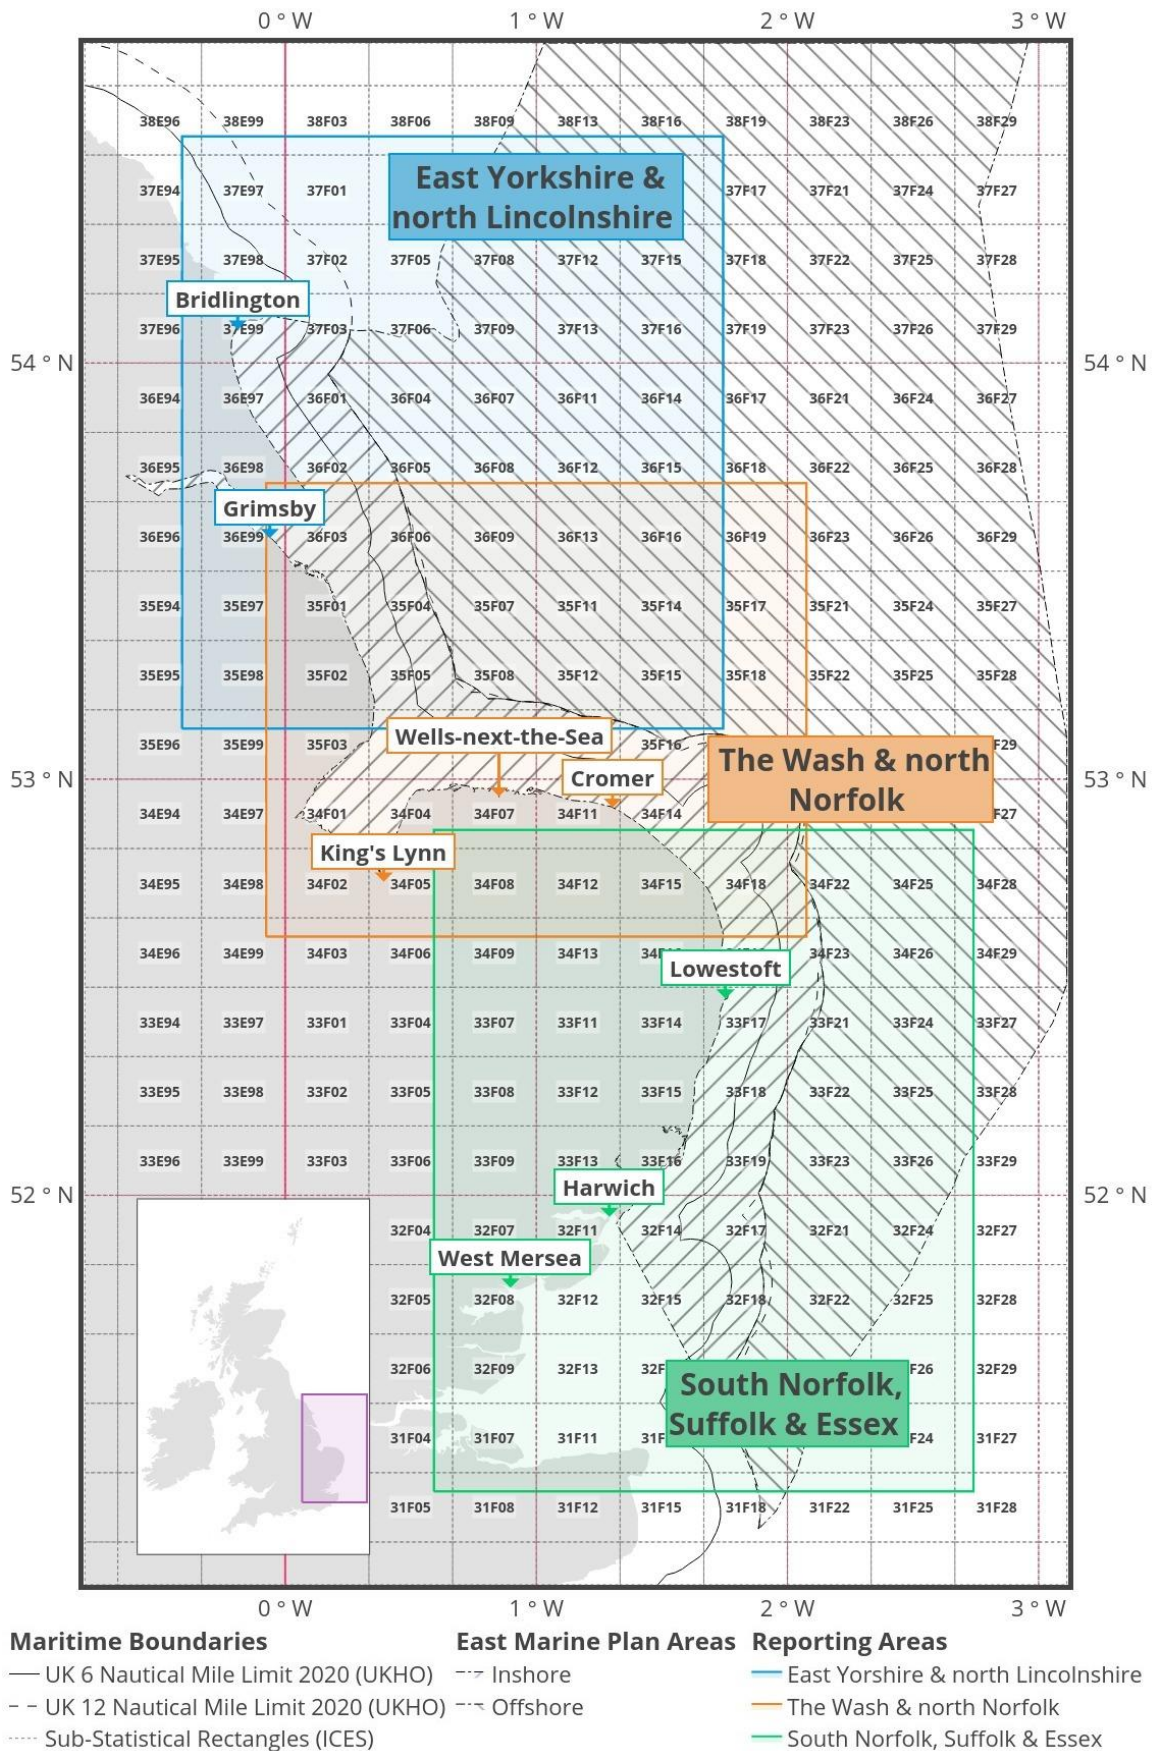 0 ° W 1 ° W 2 ° W 3 ° W
38E96 38E99 38F03 38F06 38F09 38F13 38F16 38F19 38F23 38F26 38F29
East Yorkshire &
north Lincolnshire
37E94 37E97 37F01 37F17 37F21 37F24 37F27
37E95 37E98 37F02 37F05 37F08 37F12 37F15 37F18 37F22 37F25 37F28
Bridlington
37E96 37E99 37F03 37F06 37F09 37F13 37F16 37F19 37F23 37F26 37F29
54 ° N 54 ° N
36E94 36E97 36F01 36F04 36F07 36F11 36F14 36F17 36F21 36F24 36F27
36E95 36E98 36F02 36F05 36F08 36F12 36F15 36F18 36F22 36F25 36F28
Grimsby
36E96 36E99 36F03 36F06 36F09 36F13 36F16 36F19 36F23 36F26 36F29
35E94 35E97 35F01 35F04 35F07 35F11 35F14 35F17 35F21 35F24 35F27
35E95 35E98 35F02 35F05 35F08 35F12 35F15 35F18 35F22 35F25 35F28
Wells-next-the-Sea
35E96 35E99 35F03 35F16 F29
The Wash & north
Norfolk
Cromer
53 ° N 53 ° N
34E94 34E97 34F01 34F04 34F07 34F11 34F14 F27
King's Lynn
34E95 34E98 34F02 34F05 34F08 34F12 34F15 34F18 34F22 34F25 34F28
34E96 34E99 34F03 34F06 34F09 34F13 34F23 34F26 34F29
Lowestoft
33E94 33E97 33F01 33F04 33F07 33F11 33F14 33F17 33F21 33F24 33F27
33E95 33E98 33F02 33F05 33F08 33F12 33F15 33F18 33F22 33F25 33F28
33E96 33E99 33F03 33F06 33F09 33F13 33F16 33F19 33F23 33F26 33F29
Harwich
52 ° N 52 ° N
32F04 32F07 32F11 32F14 32F17 32F21 32F24 32F27
West Mersea
32F05 32F08 32F12 32F15 32F18 32F22 32F25 32F28
32F06 32F09 32F13 32F F26 32F29
South Norfolk,
Suffolk & Essex
31F04 31F07 31F11 31F F24 31F27
31F05 31F08 31F12 31F15 31F18 31F22 31F25 31F28
0 ° W 1 ° W 2 ° W 3 ° W
Maritime Boundaries
UK 6 Nautical Mile Limit 2020 (UKHO)
UK 12 Nautical Mile Limit 2020 (UKHO)
Sub-Statistical Rectangles (ICES)
East Marine Plan Areas
Inshore
Offshore
Reporting Areas
East Yorshire & north Lincolnshire
The Wash & north Norfolk
South Norfolk, Suffolk & Essex